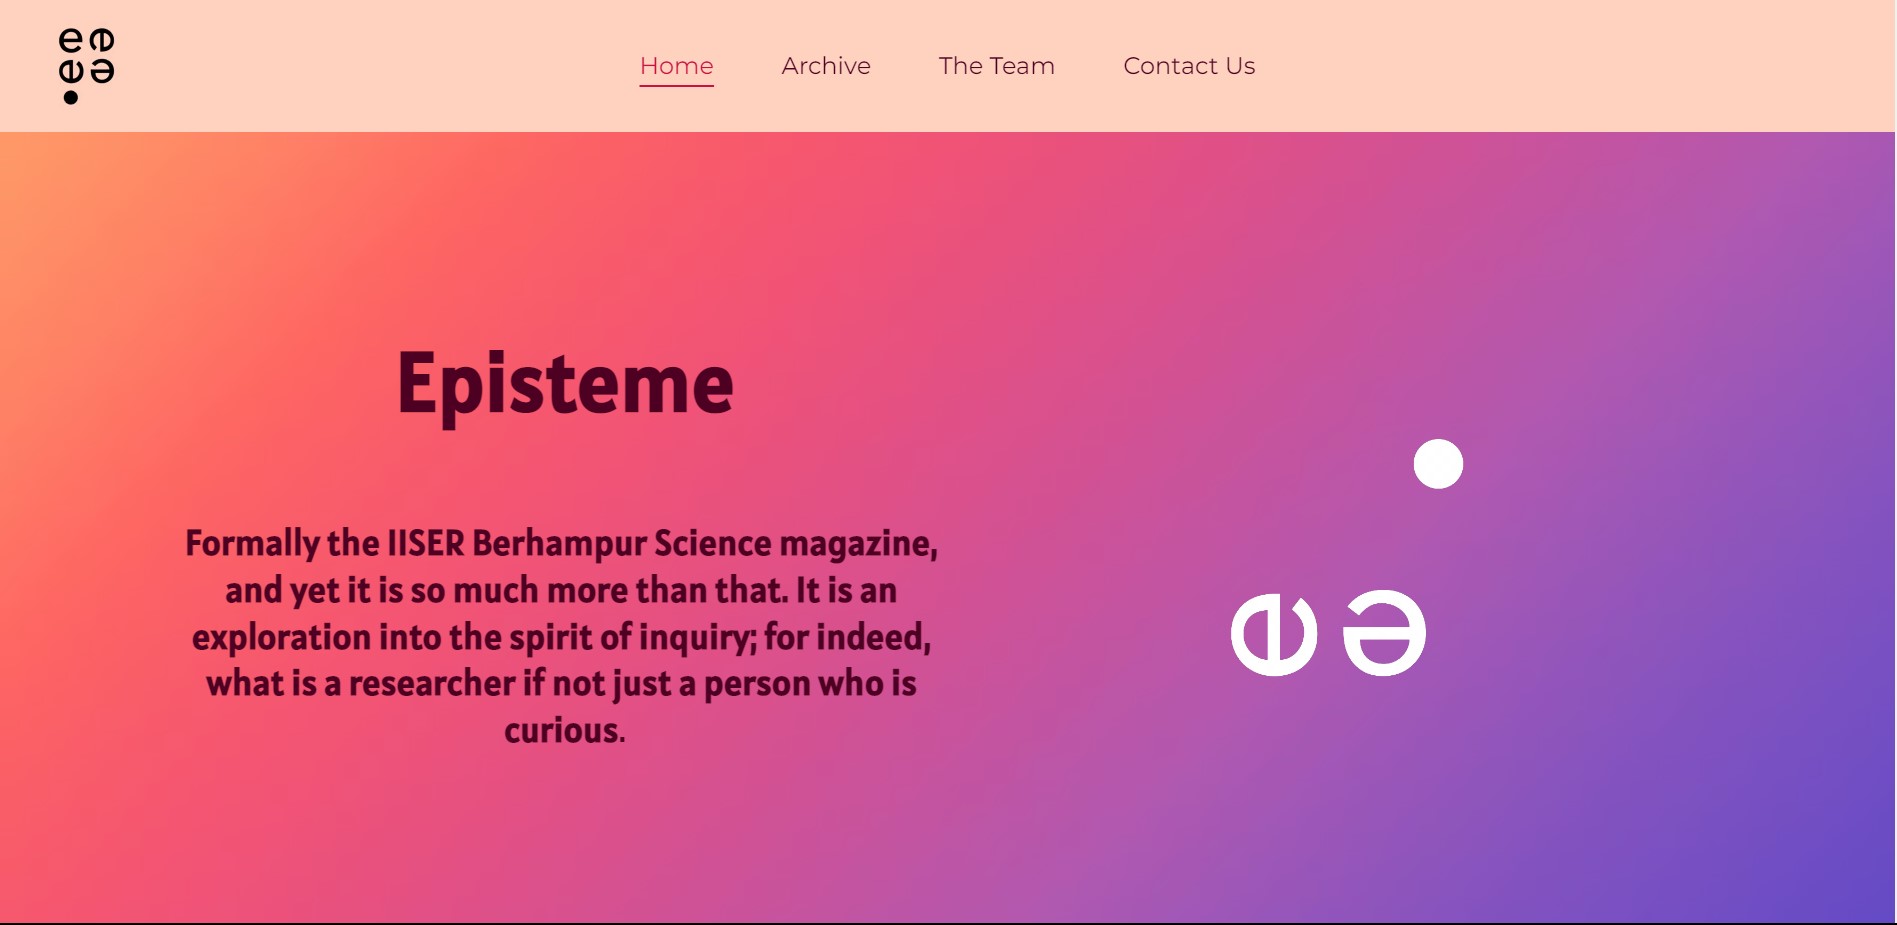 Home Archive The Team Contact Us
Episteme
Formally the IISER Berhampur Science magazine,
and yet it is so much more than that. It is an
exploration into the spirit of inquiry; for indeed,
what is a researcher if not just a person who is
curious.